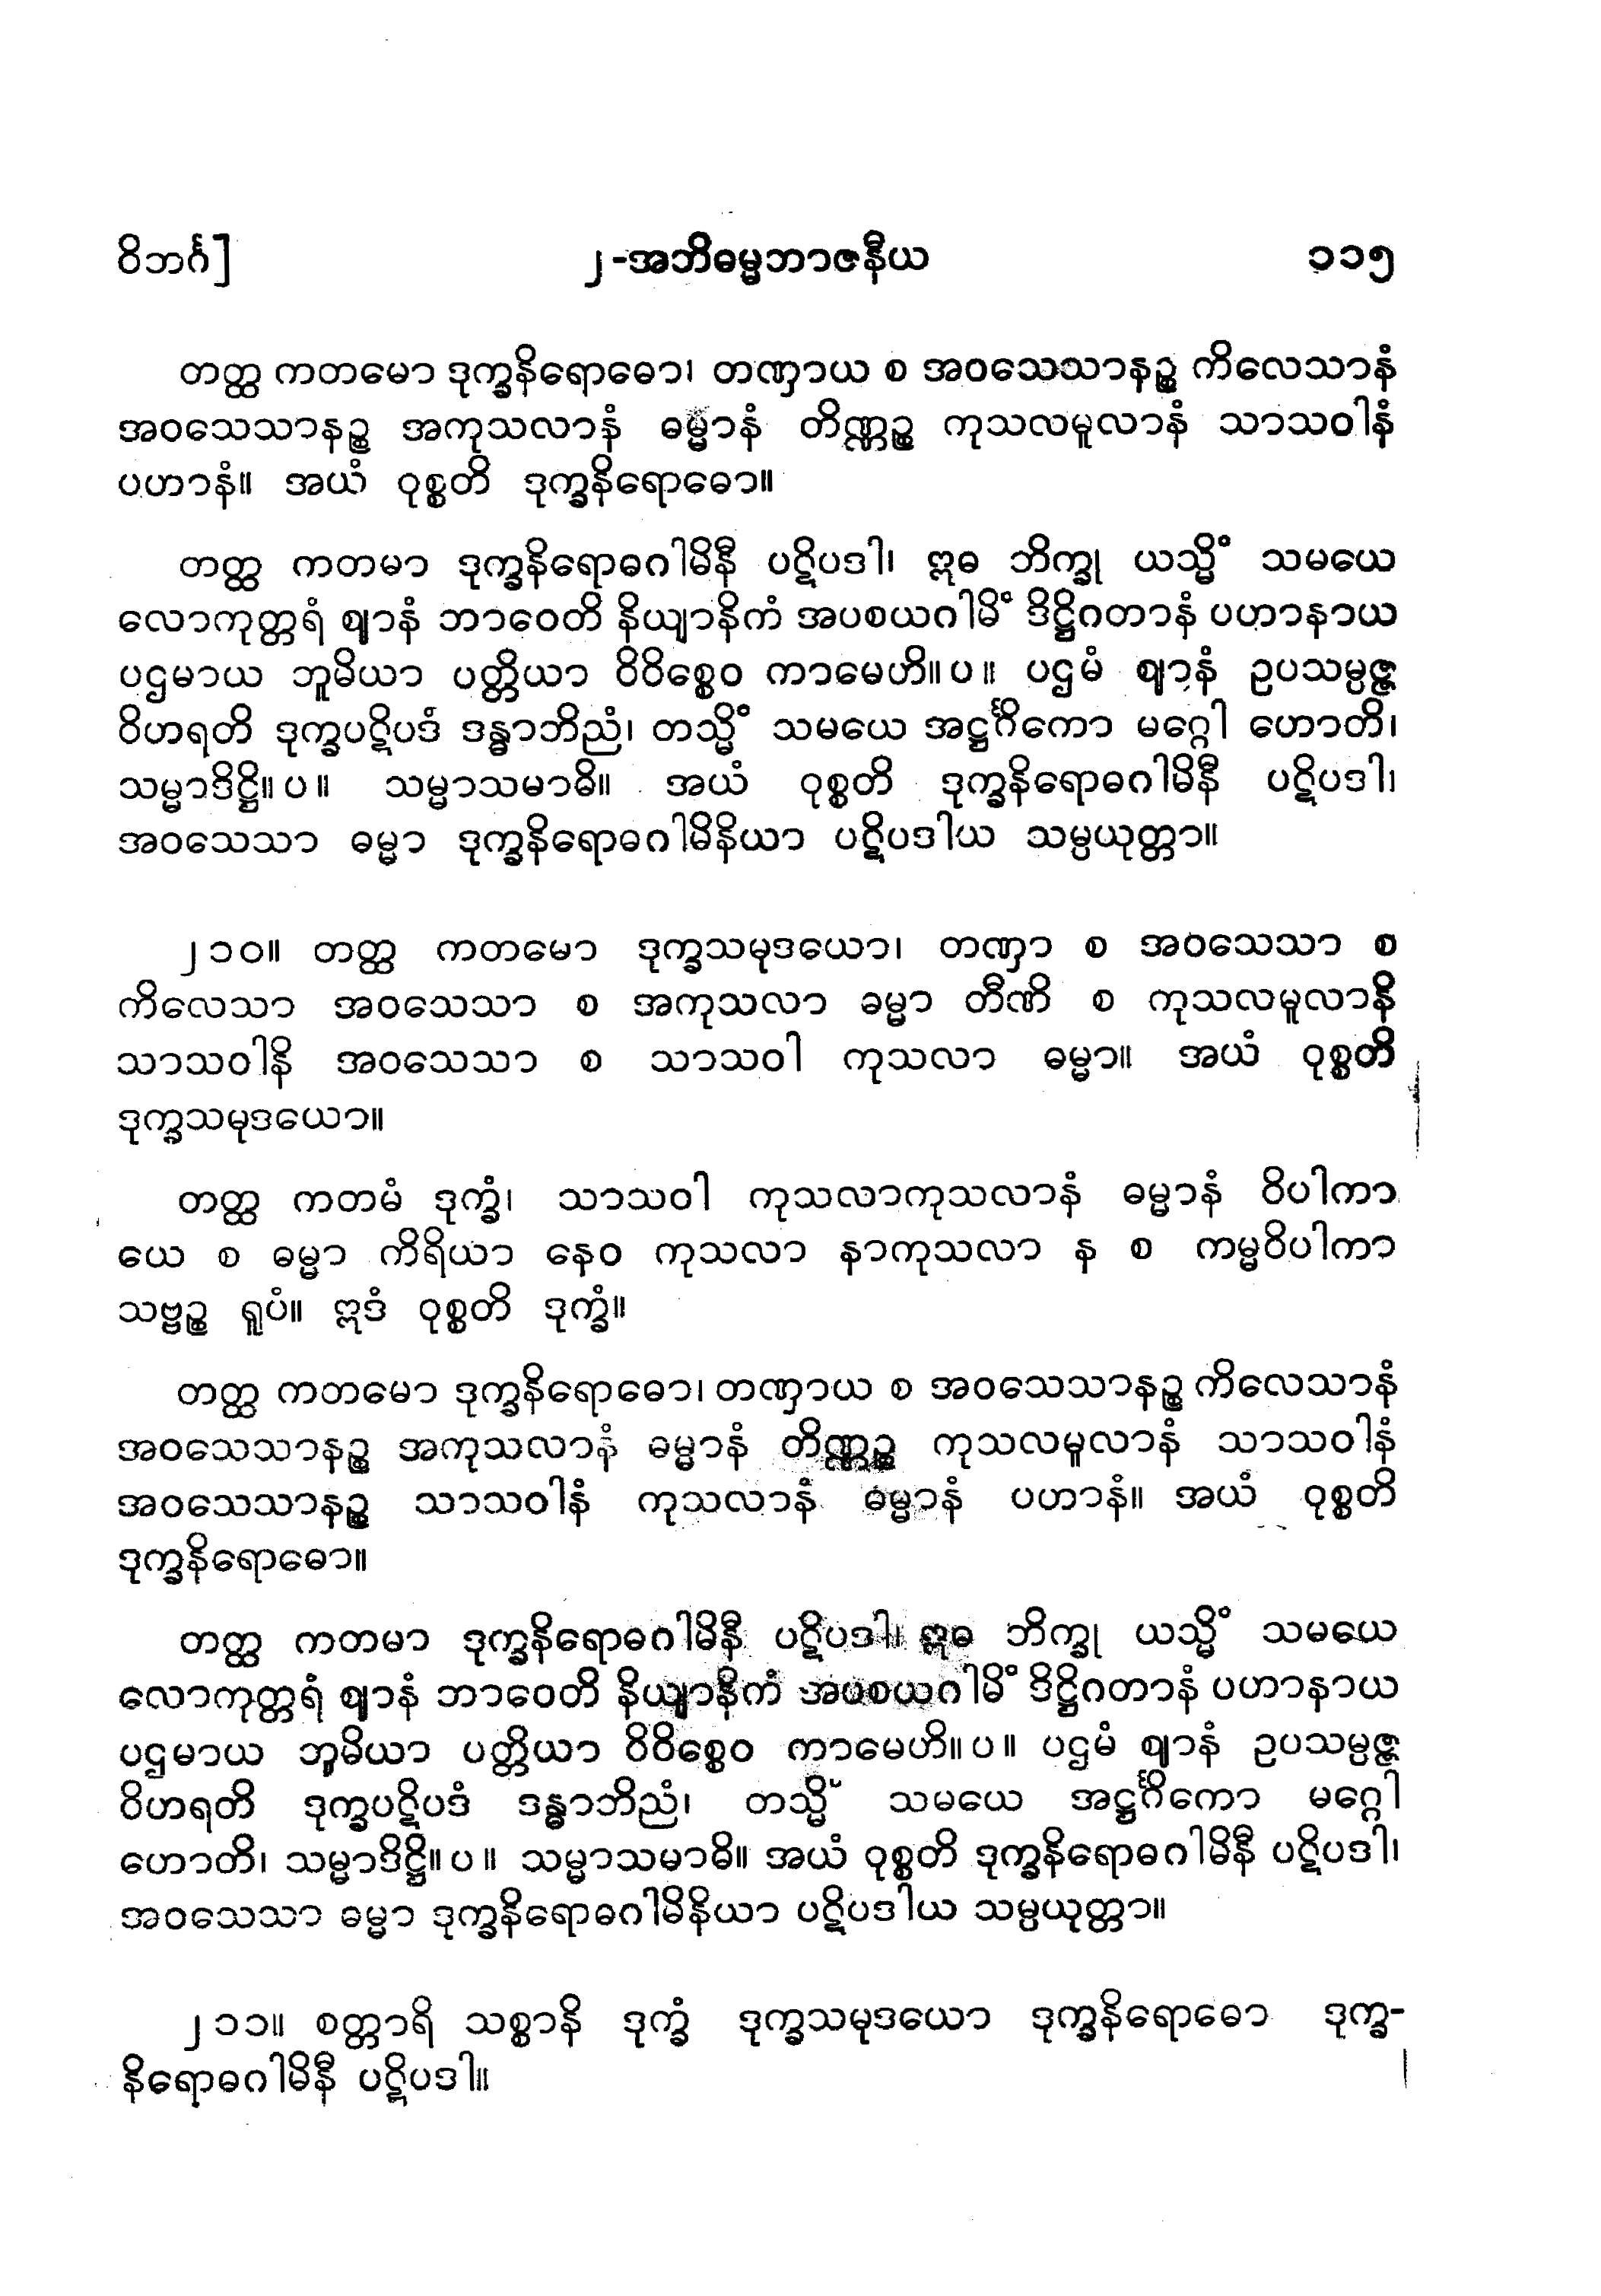 ဝိဘင်္ဂ]
၂-အဘိဓမ္မဘာဇနီယ
၁၁၅
တတ္ထ ကတမော ဒုက္ခနိရောဓော၊ တဏှာယ စ အဝသေသာနဉ္စ ကိလေသာနံ
အဝသေသာနဉ္စ အကုသလာနံ ဓမ္မာနံ တိဏ္ဏဉ္စ ကုသလမူလာနံ သာသဝါနံ
ပဟာနံ။ အယံ ဝုစ္စတိ ဒုက္ခနိရောဓော။
တတ္ထ ကတမာ ဒုက္ခနိရောဓဂါမိနီ ပဋိပဒါ၊ ဣဓ ဘိက္ခု ယသ္မိံ သမယေ
လောကုတ္တရံ ဈာနံ ဘာဝေတိ နိယျာနိကံ အပစယဂါမိံ ဒိဋ္ဌိဂတာနံ ပဟာနာယ
ပဌမာယ ဘူမိယာ ပတ္တိယာ ဝိဝိစ္စေဝ ကာမေဟိ။ပ။ ပဌမံ ဈာနံ ဥပသမ္ပဇ္ဇ
ဝိဟရတိ ဒုက္ခပဋိပဒံ ဒန္ဓာဘိညံ၊ တသ္မိံ သမယေ အဋ္ဌင်္ဂိကော မဂ္ဂေါ ဟောတိ၊
သမ္မာဒိဋ္ဌိ။ပ။ သမ္မာသမာဓိ။ အယံ ဝုစ္စတိ ဒုက္ခနိရောဓဂါမိနီ ပဋိပဒါ၊
အဝသေသာ ဓမ္မာ ဒုက္ခနိရောဓဂါမိနိယာ ပဋိပဒါယ သမ္ပယုတ္တာ။
၂၁၀။ တတ္ထ ကတမော ဒုက္ခသမုဒယော၊ တဏှာ စ အဝသေသာ စ
ကိလေသာ အဝသေသာ စ အကုသလာ ဓမ္မာ တီဏိ စ ကုသလမူလာနိ
သာသဝါနိ အဝသေသာ စ သာသဝါ ကုသလာ ဓမ္မာ။ အယံ ဝုစ္စတိ
ဒုက္ခသမုဒယော။
တတ္ထ ကတမံ ဒုက္ခံ၊ သာသဝါ ကုသလာကုသလာနံ ဓမ္မာနံ ဝိပါကာ
ယေ စ ဓမ္မာ ကိရိယာ နေဝ ကုသလာ နာကုသလာ န စ ကမ္မဝိပါကာ
သဗ္ဗဉ္စ ရူပံ။ ဣဒံ ဝုစ္စတိ ဒုက္ခံ။
တတ္ထ ကတမော ဒုက္ခနိရောဓော၊ တဏှာယ စ အဝသေသာနဉ္စ ကိလေသာနံ
အဝသေသာနဉ္စ အကုသလာနံ ဓမ္မာနံ တိဏ္ဏဉ္စ ကုသလမူလာနံ သာသဝါနံ
အဝသေသာနဉ္စ သာသဝါနံ ကုသလာနံ ဓမ္မာနံ ပဟာနံ။ အယံ ဝုစ္စတိ
ဒုက္ခနိရောဓော။
တတ္ထ ကတမာ ဒုက္ခနိရောဓဂါမိနီ ပဋိပဒါ။ ဣဓ ဘိက္ခု ယသ္မိံ သမယေ
လောကုတ္တရံ ဈာနံ ဘာဝေတိ နိယျာနိကံ အပစယဂါမိံ ဒိဋ္ဌိဂတာနံ ပဟာနာယ
ပဌမာယ ဘူမိယာ ပတ္တိယာ ဝိဝိစ္စေဝ ကာမေဟိ။ပ။ ပဌမံ ဈာနံ ဥပသမ္ပဇ္ဇ
ဝိဟရတိ ဒုက္ခပဋိပဒံ ဒန္ဓာဘိညံ၊ တသ္မိံ သမယေ အဋ္ဌင်္ဂိကော မဂ္ဂေါ
ဟောတိ၊ သမ္မာဒိဋ္ဌိ။ပ။ သမ္မာသမာဓိ။ အယံ ဝုစ္စတိ ဒုက္ခနိရောဓဂါမိနီ ပဋိပဒါ၊
အဝသေသာ ဓမ္မာ ဒုက္ခနိရောဓဂါမိနိယာ ပဋိပဒါယ သမ္ပယုတ္တာ။
၂၁၁။ စတ္တာရိ သစ္စာနိ ဒုက္ခံ ဒုက္ခသမုဒယော ဒုက္ခနိရောဓော ဒုက္ခ-
နိရောဓဂါမိနီ ပဋိပဒါ။